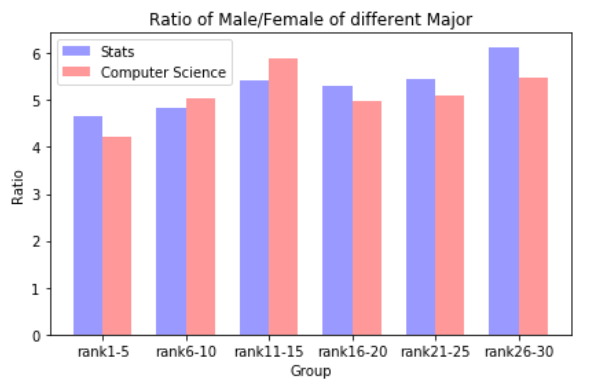 Ratio of Male/Female of different Major
Stats
Computer Science
6
5
4
3
2
1
0
Ratio
rank1-5 rank6-10 rank11-15 rank16-20 rank21-25 rank26-30
Group